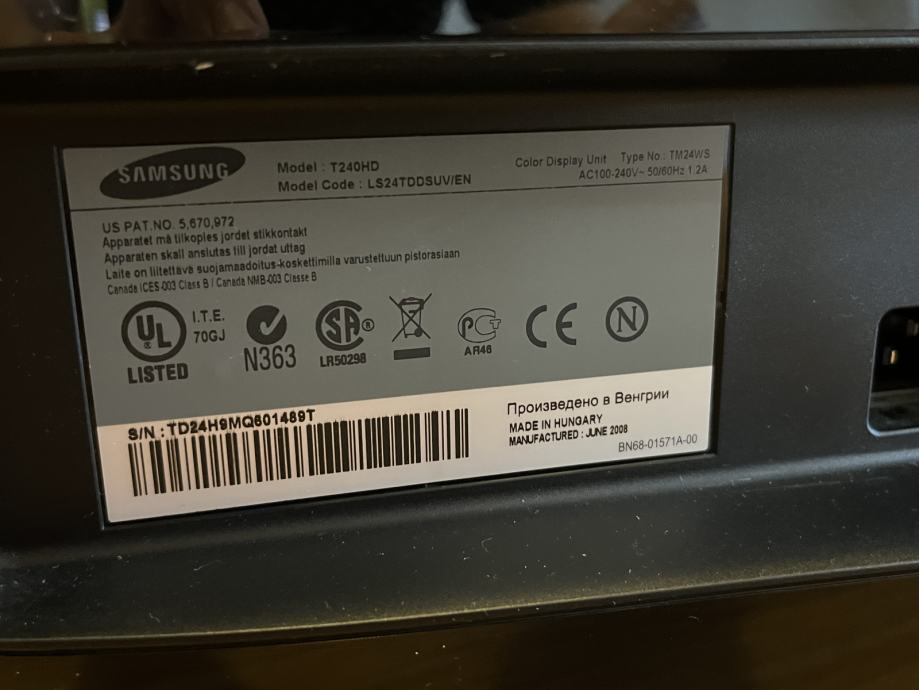 SAMSUNG
Model : T240HD
Model Code : LS24TDDSUV/EN
Color Display Unit Type No.: TM24WS
AC100-240V~ 50/60Hz 1.2A
US PAT.NO. 5,670,972
Apparatet må tilkoples jordet stikkontakt
Apparaten skall anslutas till jordat uttag
Laite on liitettävä suojamaadoitus-koskettimilla varustettuun pistorasiaan
Canada ICES-003 Class B / Canada NMB-003 Classe B
UL ®
LISTED
I.T.E.
70GJ
N363
SA ®
LR50298
PCT
AR46
CE
N
S/N : TD24H9MQ601489T
Произведено в Венгрии
MADE IN HUNGARY
MANUFACTURED : JUNE 2008
BN68-01571A-00